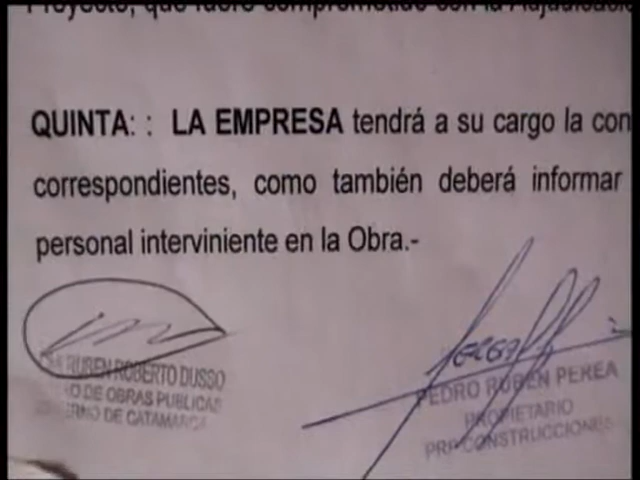 QUINTA: : LA EMPRESA tendrá a su cargo la con
correspondientes, como también deberá informar
personal interviniente en la Obra.-
RUBEN ROBERTO DUSSO
DE OBRAS PUBLICAS
DE CATAMARCA
PEDRO RUBEN PEREA
PROPIETARIO
PRP CONSTRUCCIONES